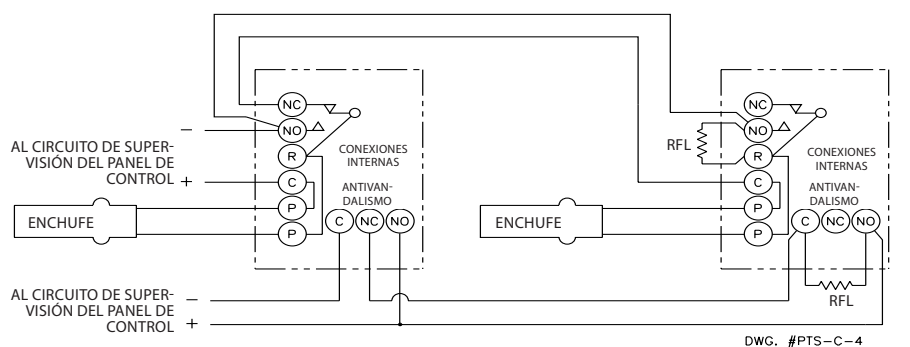 NC
NO
R
C
P
P
CONEXIONES
INTERNAS
ANTIVAN-
DALISMO
C NC NO
−
AL CIRCUITO DE SUPER-
VISIÓN DEL PANEL DE
CONTROL +
ENCHUFE
AL CIRCUITO DE SUPER- −
VISIÓN DEL PANEL DE
CONTROL +
NC
NO
RFL
R
C
P
P
CONEXIONES
INTERNAS
ANTIVAN-
DALISMO
C NC NO
ENCHUFE
RFL
DWG. #PTS-C-4